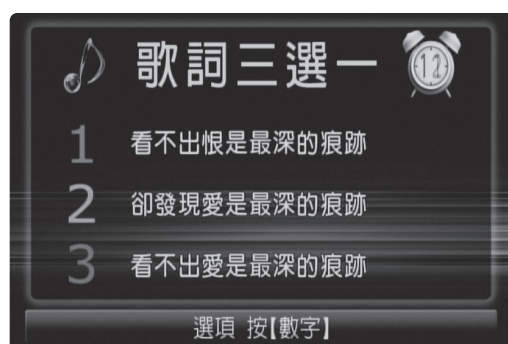 歌詞三選一
12
1 看不出恨是最深的痕跡
2 卻發現愛是最深的痕跡
3 看不出愛是最深的痕跡
選項 按【數字】